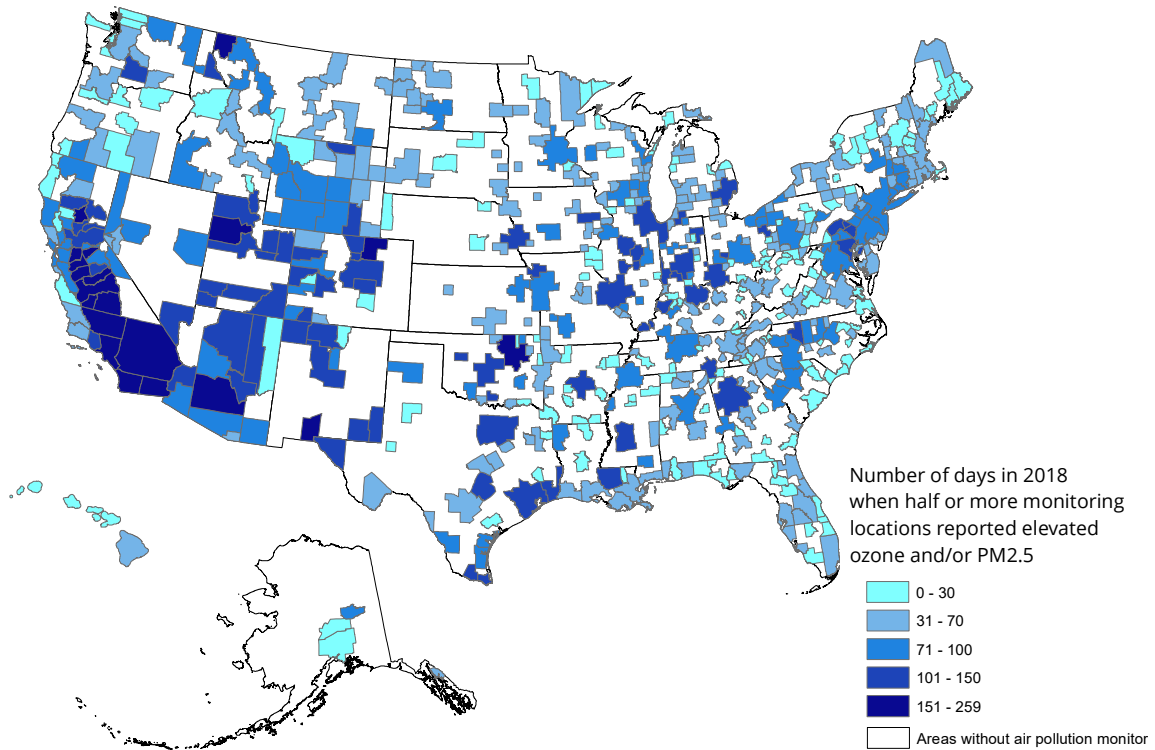 Number of days in 2018
when half or more monitoring
locations reported elevated
ozone and/or PM2.5
0 - 30
31 - 70
71 - 100
101 - 150
151 - 259
Areas without air pollution monitor